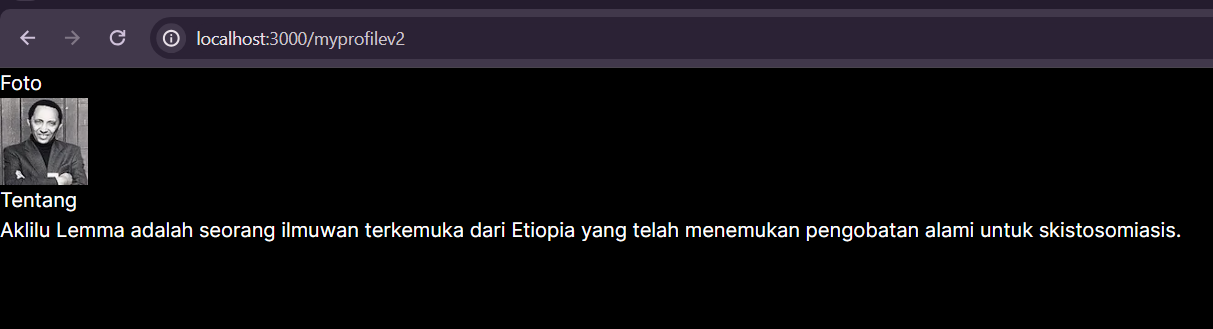 localhost:3000/myprofilev2
Foto
Tentang
Aklilu Lemma adalah seorang ilmuwan terkemuka dari Etiopia yang telah menemukan pengobatan alami untuk skistosomiasis.